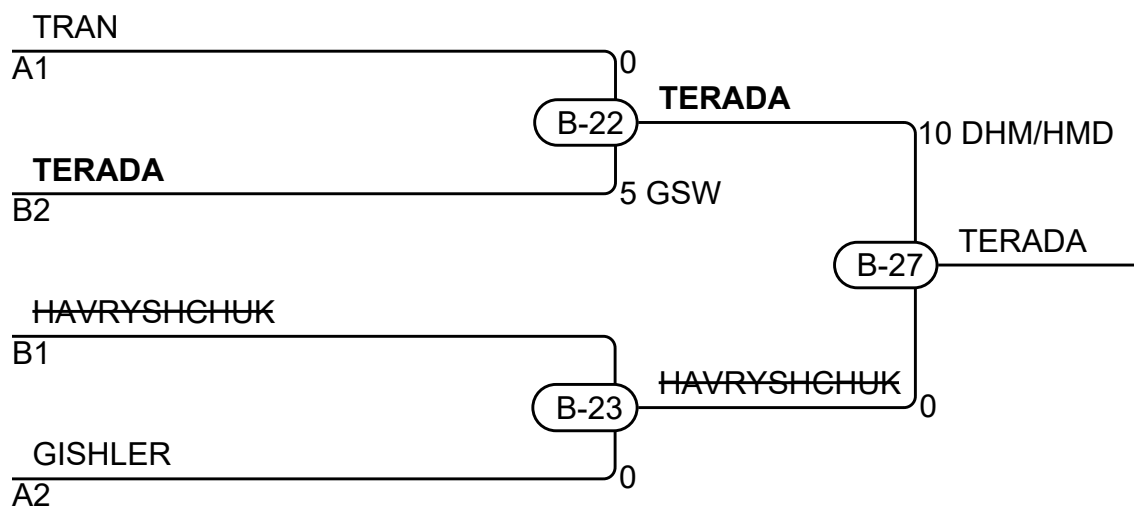 TRAN
A1
0
B-22
TERADA
10 DHM/HMD
TERADA
B2
5 GSW
B-27
TERADA
HAVRYSHCHUK
B1
B-23
HAVRYSHCHUK
0
GISHLER
A2
0